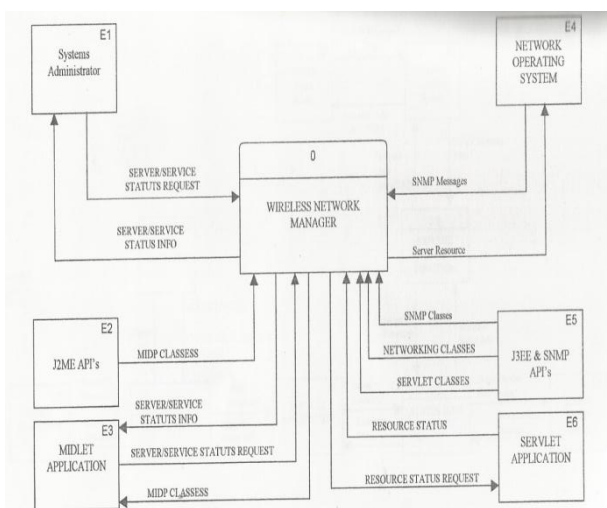 E1
Systems
Administrator
E4
NETWORK
OPERATING
SYSTEM
0
WIRELESS NETWORK
MANAGER
SERVER/SERVICE
STATUTS REQUEST
SNMP Messages
SERVER/SERVICE
STATUS INFO
Server Resource
E2
J2ME API's
MIDP CLASSESS
SNMP Classes
NETWORKING CLASSES
SERVLET CLASSES
E5
J3EE & SNMP
API's
SERVER/SERVICE
STATUTS INFO
E3
MIDLET
APPLICATION
SERVER/SERVICE STATUTS REQUEST
MIDP CLASSESS
RESOURCE STATUS
RESOURCE STATUS REQUEST
E6
SERVLET
APPLICATION